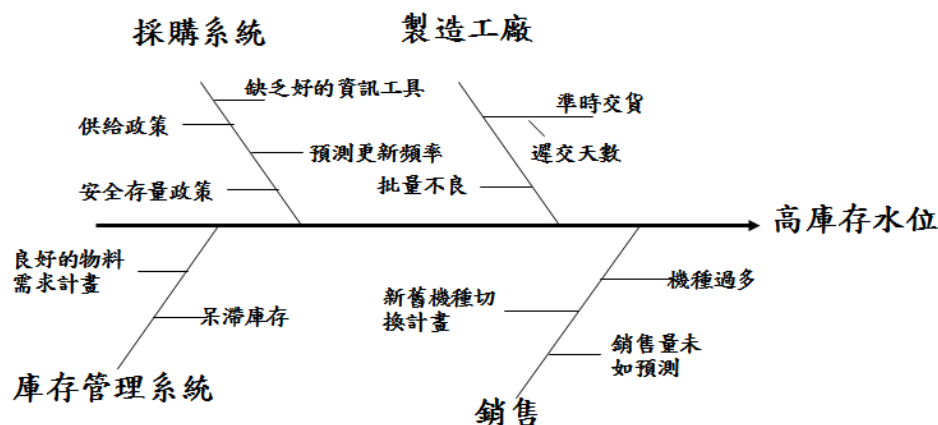 採購系統
製造工廠
缺乏好的資訊工具
準時交貨
供給政策
預測更新頻率
遲交天數
安全存量政策
批量不良
高庫存水位
良好的物料
需求計畫
機種過多
新舊機種切
換計畫
呆滯庫存
銷售量未
如預測
庫存管理系統
銷售